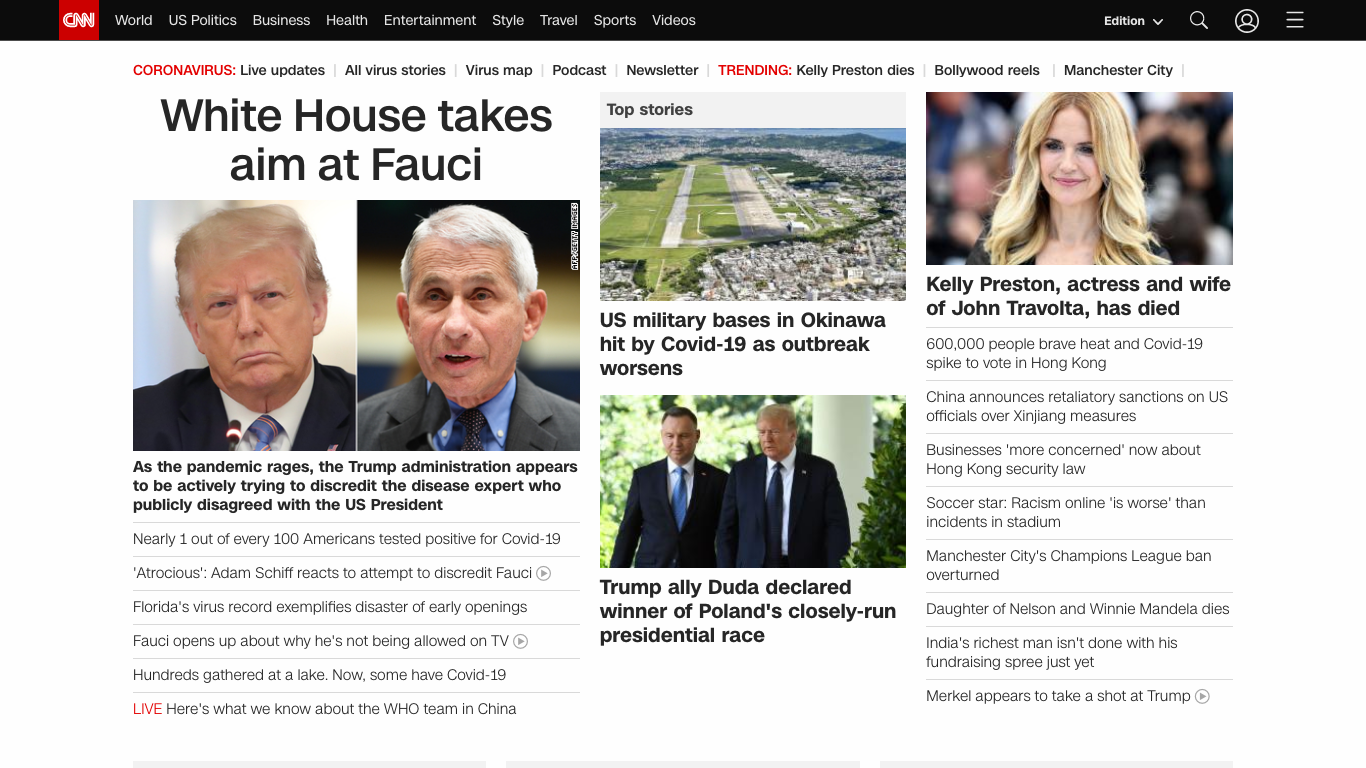 CNN World US Politics Business Health Entertainment Style Travel Sports Videos Edition
CORONAVIRUS: Live updates All virus stories Virus map Podcast Newsletter TRENDING: Kelly Preston dies Bollywood reels Manchester City
White House takes
aim at Fauci
AFP/GETTY IMAGES
As the pandemic rages, the Trump administration appears
to be actively trying to discredit the disease expert who
publicly disagreed with the US President
Nearly 1 out of every 100 Americans tested positive for Covid-19
'Atrocious': Adam Schiff reacts to attempt to discredit Fauci
Florida's virus record exemplifies disaster of early openings
Fauci opens up about why he's not being allowed on TV
Hundreds gathered at a lake. Now, some have Covid-19
LIVE Here's what we know about the WHO team in China
Top stories
US military bases in Okinawa
hit by Covid-19 as outbreak
worsens
Trump ally Duda declared
winner of Poland's closely-run
presidential race
Kelly Preston, actress and wife
of John Travolta, has died
600,000 people brave heat and Covid-19
spike to vote in Hong Kong
China announces retaliatory sanctions on US
officials over Xinjiang measures
Businesses 'more concerned' now about
Hong Kong security law
Soccer star: Racism online 'is worse' than
incidents in stadium
Manchester City's Champions League ban
overturned
Daughter of Nelson and Winnie Mandela dies
India's richest man isn't done with his
fundraising spree just yet
Merkel appears to take a shot at Trump